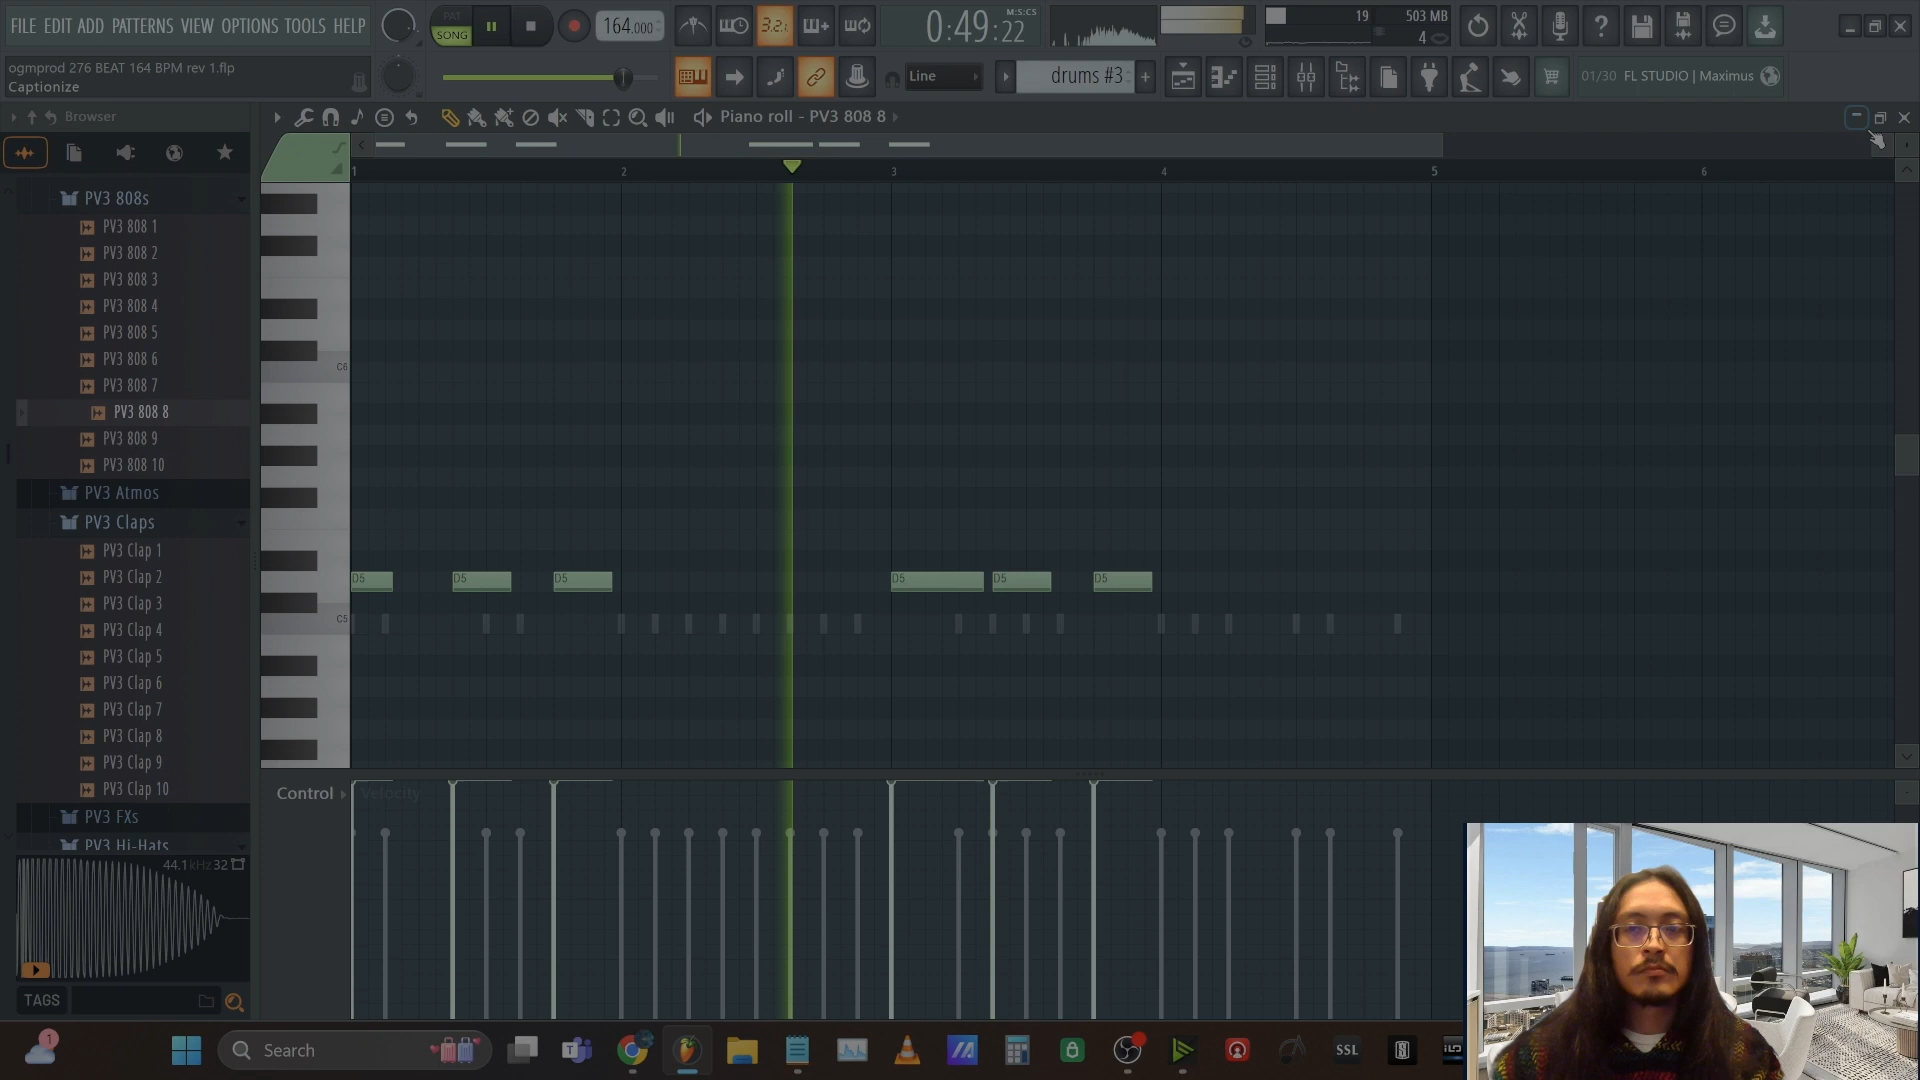 FILE EDIT ADD PATTERNS VIEW OPTIONS TOOLS HELP
PAT
SONG
164.000
3.2.
0:49:22
M:S:CS
19
503 MB
4
ogmprod 276 BEAT 164 BPM rev 1.flp
Captionize
Line
drums #3
01/30 FL STUDIO | Maximus
Browser
Piano roll - PV3 808 8
1
2
3
4
5
6
PV3 808s
PV3 808 1
PV3 808 2
PV3 808 3
PV3 808 4
PV3 808 5
PV3 808 6
PV3 808 7
PV3 808 8
PV3 808 9
PV3 808 10
PV3 Atmos
PV3 Claps
PV3 Clap 1
PV3 Clap 2
PV3 Clap 3
PV3 Clap 4
PV3 Clap 5
PV3 Clap 6
PV3 Clap 7
PV3 Clap 8
PV3 Clap 9
PV3 Clap 10
PV3 FXs
PV3 Hi-Hats
C6
D5
D5
D5
D5
D5
D5
C5
Control
Velocity
44.1kHz 32
TAGS
1
Search
SSL